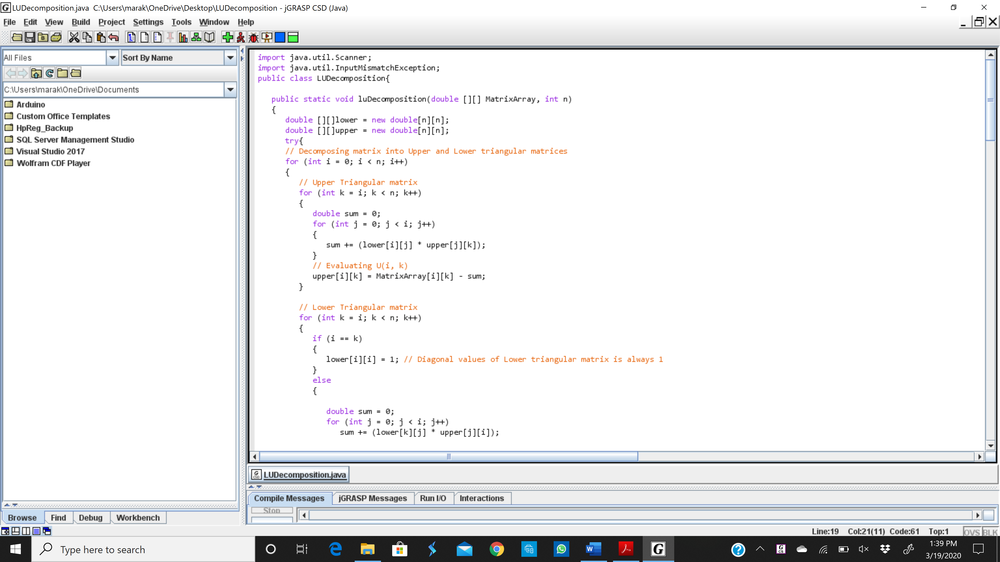 LUDecomposition.java  C:\Users\marak\OneDrive\Desktop\LUDecomposition - jGRASP CSD (Java)
File Edit View Build Project Settings Tools Window Help
All Files
Sort By Name
C:\Users\marak\OneDrive\Documents
Arduino
Custom Office Templates
HpReg_Backup
SQL Server Management Studio
Visual Studio 2017
Wolfram CDF Player
import java.util.Scanner;
import java.util.InputMismatchException;
public class LUDecomposition{
   public static void luDecomposition(double [][] MatrixArray, int n)
   {
      double [][]lower = new double[n][n];
      double [][]upper = new double[n][n];
      try{
      // Decomposing matrix into Upper and Lower triangular matrices
      for (int i = 0; i < n; i++)
      {
         // Upper Triangular matrix
         for (int k = i; k < n; k++)
         {
            double sum = 0;
            for (int j = 0; j < i; j++)
            {
               sum += (lower[i][j] * upper[j][k]);
            }
            // Evaluating U(i, k)
            upper[i][k] = MatrixArray[i][k] - sum;
         }
         // Lower Triangular matrix
         for (int k = i; k < n; k++)
         {
            if (i == k)
            {
               lower[i][i] = 1; // Diagonal values of Lower triangular matrix is always 1
            }
            else
            {
               double sum = 0;
               for (int j = 0; j < i; j++)
                  sum += (lower[k][j] * upper[j][i]);
LUDecomposition.java
Compile Messages jGRASP Messages Run I/O Interactions
Stop
Browse Find Debug Workbench
Line:19 Col:21(11) Code:61 Top:1 OVS BLK
Type here to search
1:39 PM
3/19/2020